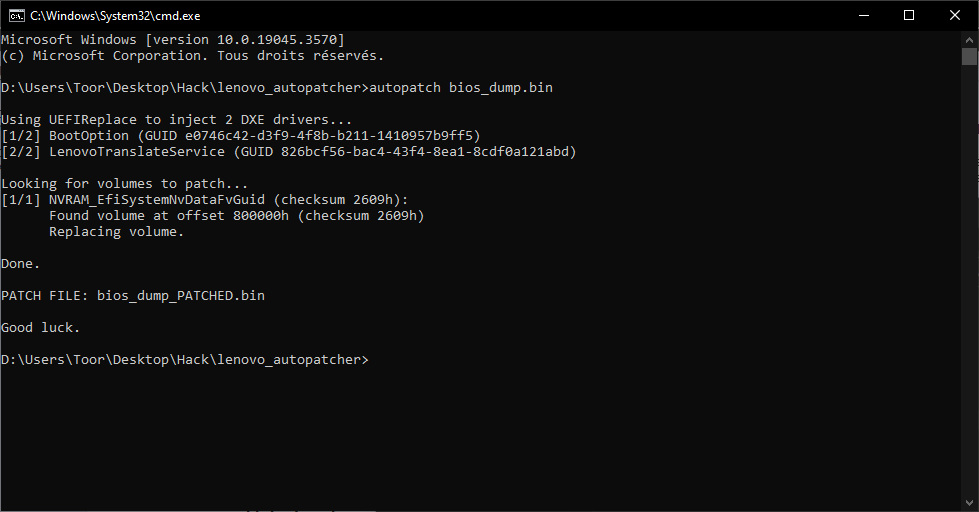 C:\Windows\System32\cmd.exe
Microsoft Windows [version 10.0.19045.3570]
(c) Microsoft Corporation. Tous droits réservés.
D:\Users\Toor\Desktop\Hack\lenovo_autopatcher>autopatch bios_dump.bin
Using UEFIReplace to inject 2 DXE drivers...
[1/2] BootOption (GUID e0746c42-d3f9-4f8b-b211-1410957b9ff5)
[2/2] LenovoTranslateService (GUID 826bcf56-bac4-43f4-8ea1-8cdf0a121abd)
Looking for volumes to patch...
[1/1] NVRAM_EfiSystemNvDataFvGuid (checksum 2609h):
Found volume at offset 800000h (checksum 2609h)
Replacing volume.
Done.
PATCH FILE: bios_dump_PATCHED.bin
Good luck.
D:\Users\Toor\Desktop\Hack\lenovo_autopatcher>